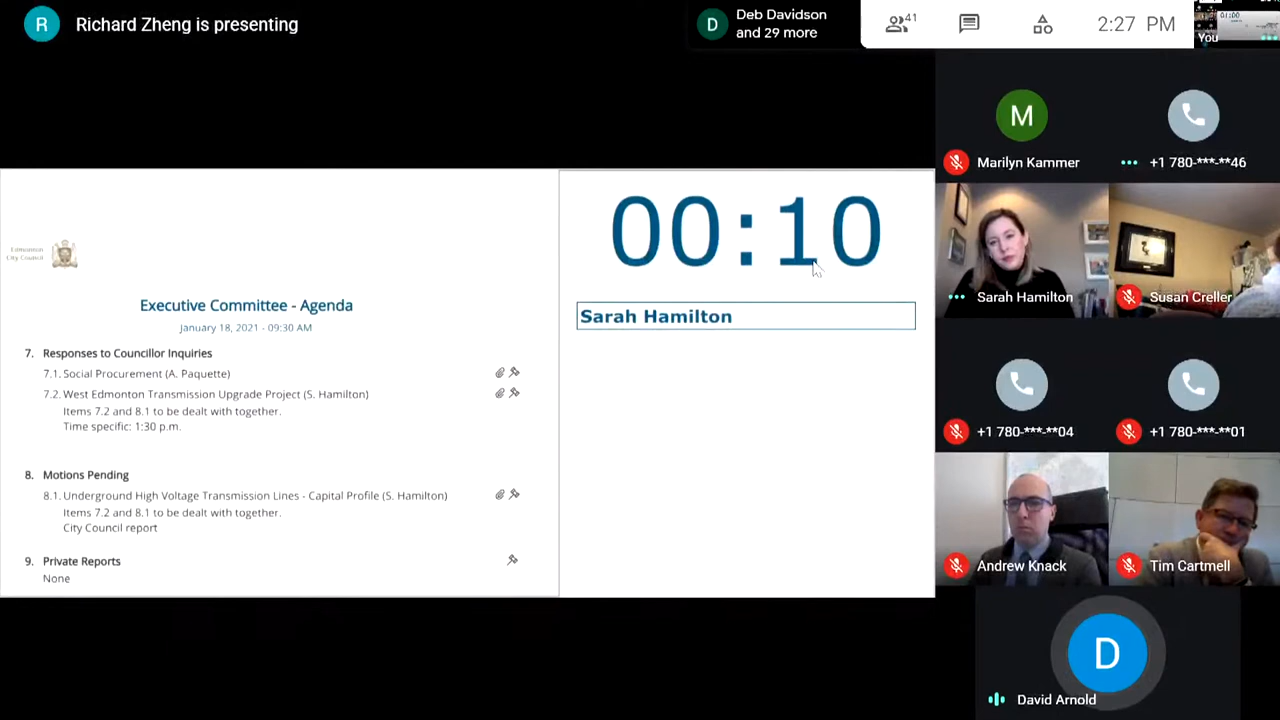 R Richard Zheng is presenting
D Deb Davidson
and 29 more
41
2:27 PM
01:00
You
M
Marilyn Kammer
+1 780-***-**46
00:10
Sarah Hamilton
Edmonton
City Council
Executive Committee - Agenda
January 18, 2021 - 09:30 AM
7. Responses to Councillor Inquiries
7.1. Social Procurement (A. Paquette)
7.2. West Edmonton Transmission Upgrade Project (S. Hamilton)
Items 7.2 and 8.1 to be dealt with together.
Time specific: 1:30 p.m.
8. Motions Pending
8.1. Underground High Voltage Transmission Lines - Capital Profile (S. Hamilton)
Items 7.2 and 8.1 to be dealt with together.
City Council report
9. Private Reports
None
Sarah Hamilton
Susan Creller
+1 780-***-**04
+1 780-***-**01
Andrew Knack
Tim Cartmell
D
David Arnold